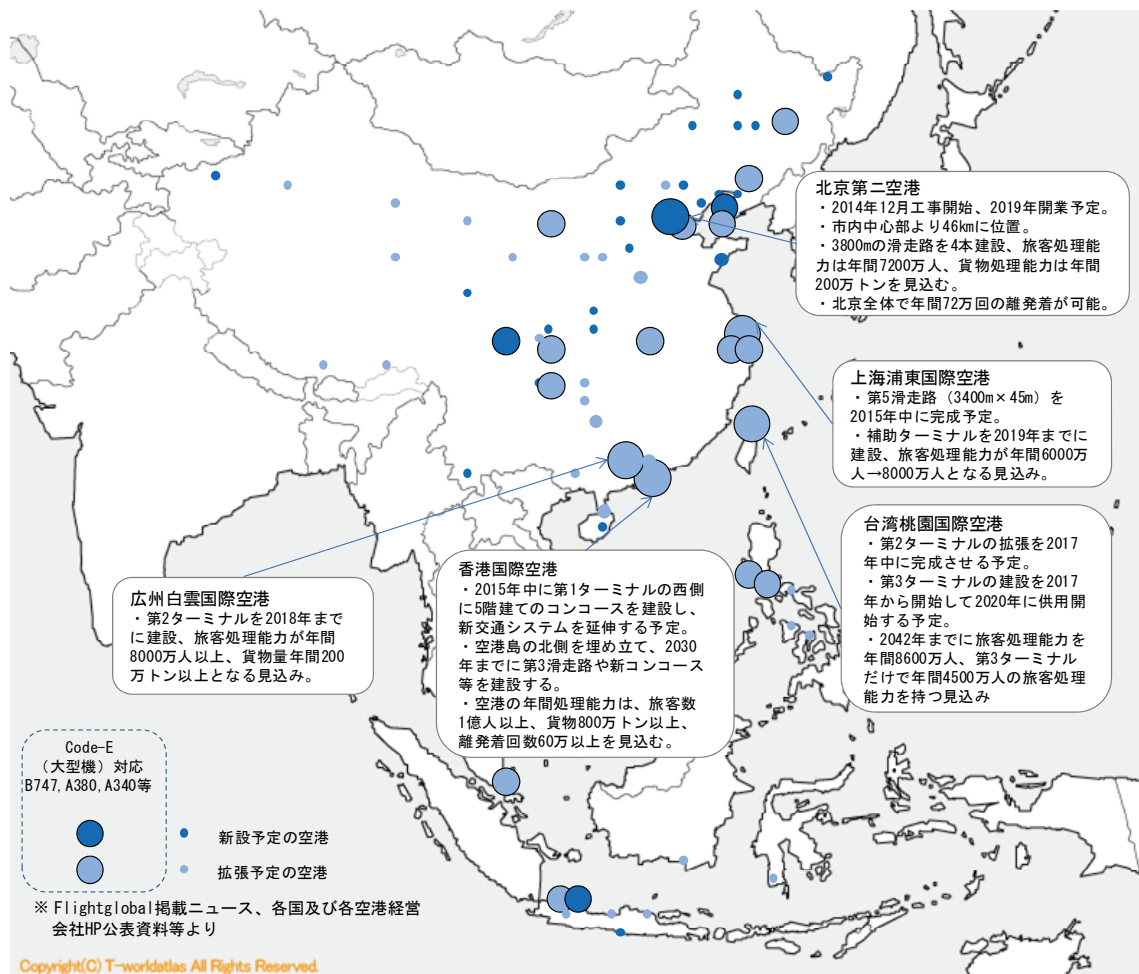 北京第二空港
・2014年12月工事開始、2019年開業予定。
・市内中心部より46kmに位置。
・3800mの滑走路を4本建設、旅客処理能
力は年間7200万人、貨物処理能力は年間
200万トンを見込む。
・北京全体で年間72万回の離発着が可能。
上海浦東国際空港
・第5滑走路（3400m×45m）を
2015年中に完成予定。
・補助ターミナルを2019年までに
建設、旅客処理能力が年間6000万
人→8000万人となる見込み。
台湾桃園国際空港
・第2ターミナルの拡張を2017
年中に完成させる予定。
・第3ターミナルの建設を2017
年から開始して2020年に供用開
始する予定。
・2042年までに旅客処理能力を
年間8600万人、第3ターミナル
だけで年間4500万人の旅客処理
能力を持つ見込み
香港国際空港
・2015年中に第1ターミナルの西側
に5階建てのコンコースを建設し、
新交通システムを延伸する予定。
・空港島の北側を埋め立て、2030
年までに第3滑走路や新コンコース
等を建設する。
・空港の年間処理能力は、旅客数
1億人以上、貨物800万トン以上、
離発着回数60万以上を見込む。
広州白雲国際空港
・第2ターミナルを2018年まで
に建設、旅客処理能力が年間
8000万人以上、貨物量年間200
万トン以上となる見込み。
Code-E
（大型機）対応
B747,A380,A340等
新設予定の空港
拡張予定の空港
※ Flightglobal掲載ニュース、各国及び各空港経営
会社HP公表資料等より
Copyright(C) T-worldatlas All Rights Reserved.